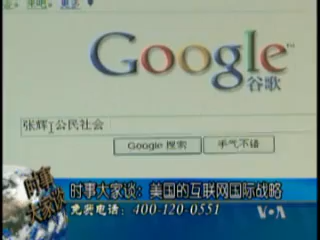 Google™
谷歌
张辉 公民社会
Google 搜索
手气不错
时事大家谈
时事大家谈：美国的互联网国际战略
免费电话：400-120-0551
VOA